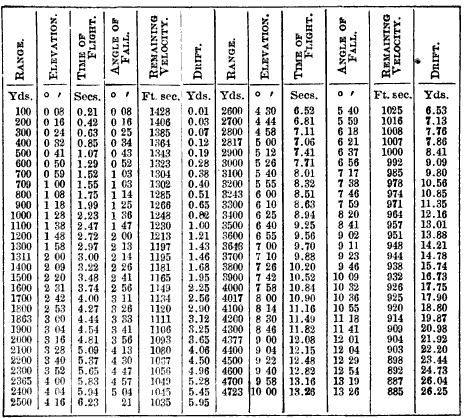 RANGE. ELEVATION. TIME OF FLIGHT. ANGLE OF FALL. REMAINING VELOCITY. DRIFT. RANGE. ELEVATION. TIME OF FLIGHT. ANGLE OF FALL. REMAINING VELOCITY. DRIFT.
Yds. o ' Secs. o ' Ft. sec. Yds. Yds. o ' Secs. o ' Ft. sec. Yds.
100 0 08 0.21 0 08 1428 0.01 2600 4 30 6.52 5 40 1025 6.53
200 0 16 0.42 0 16 1406 0.03 2700 4 44 6.81 5 59 1016 7.13
300 0 24 0.63 0 25 1385 0.07 2800 4 58 7.11 6 18 1008 7.76
400 0 32 0.85 0 34 1364 0.12 2817 5 00 7.06 6 21 1007 7.86
500 0 41 1.07 0 43 1343 0.19 2900 5 12 7.41 6 37 1000 8.41
600 0 50 1.29 0 52 1323 0.28 3000 5 26 7.71 6 56 992 9.09
700 0 59 1.52 1 03 1304 0.38 3100 5 40 8.01 7 17 985 9.80
709 1 00 1.55 1 03 1302 0.40 3200 5 55 8.32 7 38 978 10.56
800 1 08 1.75 1 14 1285 0.51 3243 6 00 8.51 7 46 974 10.85
900 1 18 1.99 1 25 1266 0.65 3300 6 10 8.63 7 59 971 11.35
1000 1 28 2.23 1 36 1248 0.82 3400 6 25 8.94 8 20 964 12.16
1100 1 38 2.47 1 47 1230 1.00 3500 6 40 9.25 8 41 957 13.01
1200 1 48 2.72 2 00 1213 1.21 3600 6 55 9.56 9 02 951 13.88
1300 1 58 2.97 2 13 1197 1.43 3643 7 00 9.70 9 11 948 14.21
1311 2 00 3.00 2 14 1195 1.46 3700 7 10 9.88 9 23 944 14.78
1400 2 09 3.22 2 26 1181 1.68 3800 7 26 10.20 9 46 938 15.74
1500 2 20 3.48 2 41 1165 1.95 3900 7 42 10.52 10 09 932 16.73
1600 2 31 3.74 2 56 1149 2.25 4000 7 58 10.84 10 32 926 17.75
1700 2 42 4.00 3 11 1134 2.56 4017 8 00 10.90 10 36 925 17.90
1800 2 53 4.27 3 26 1120 2.90 4100 8 14 11.16 10 55 920 18.80
1863 3 00 4.44 3 33 1111 3.12 4200 8 30 11.49 11 18 914 19.87
1900 3 04 4.54 3 41 1106 3.25 4300 8 46 11.82 11 41 909 20.98
2000 3 16 4.81 3 56 1093 3.65 4377 9 00 12.08 12 01 904 21.92
2100 3 28 5.09 4 13 1080 4.06 4400 9 04 12.15 12 04 903 22.20
2200 3 40 5.37 4 30 1037 4.50 4500 9 22 12.48 12 29 898 23.44
2300 3 52 5.65 4 47 1056 4.96 4600 9 40 12.82 12 54 892 24.73
2365 4 00 5.83 4 57 1049 5.28 4700 9 58 13.16 13 19 887 26.04
2400 4 04 5.94 5 04 1045 5.45 4723 10 00 13.26 13 26 885 26.25
2500 4 16 6.23 21 1035 5.95